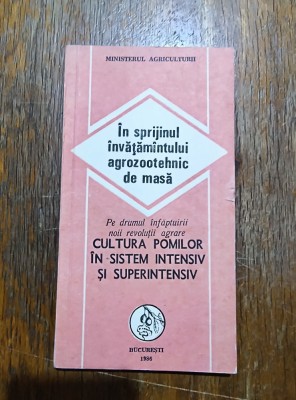 MINISTERUL AGRICULTURII
În sprijinul
învățămîntului
agrozootehnic
de masă
Pe drumul înfăptuirii
noii revoluții agrare
CULTURA POMILOR
ÎN SISTEM INTENSIV
ȘI SUPERINTENSIV
BUCUREȘTI
1986